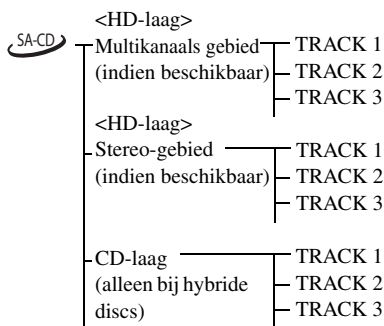 SA-CD
<HD-laag>
Multikanaals gebied
(indien beschikbaar)
TRACK 1
TRACK 2
TRACK 3
<HD-laag>
Stereo-gebied
(indien beschikbaar)
TRACK 1
TRACK 2
TRACK 3
CD-laag
(alleen bij hybride
discs)
TRACK 1
TRACK 2
TRACK 3